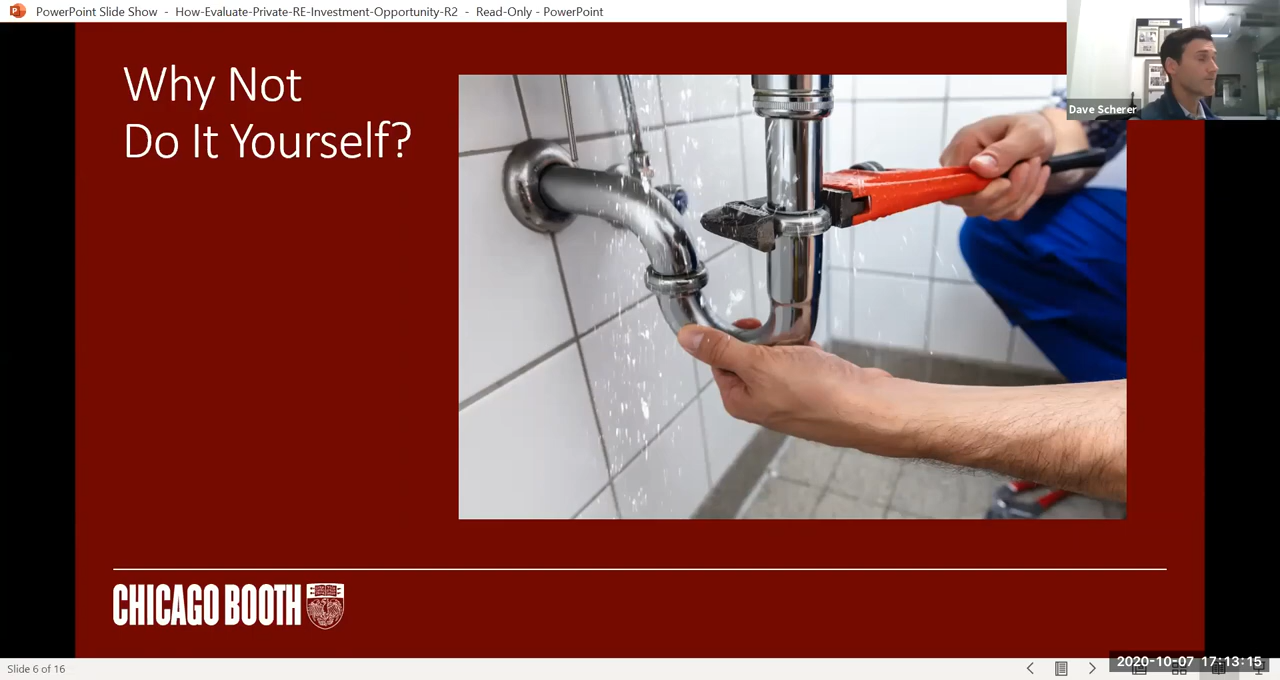 PowerPoint Slide Show - How-Evaluate-Private-RE-Investment-Opportunity-R2 - Read-Only - PowerPoint
Dave Scherer
Why Not
Do It Yourself?
CHICAGO BOOTH
Slide 6 of 16
2020-10-07 17:13:15